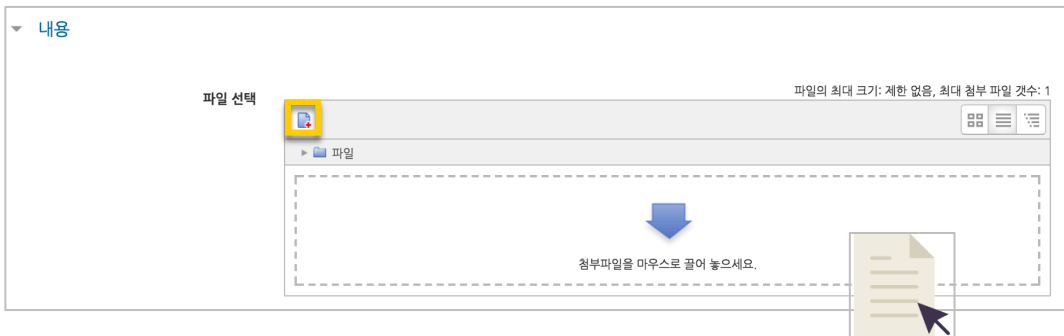 내용
파일 선택
파일의 최대 크기: 제한 없음, 최대 첨부 파일 갯수: 1
파일
첨부파일을 마우스로 끌어 놓으세요.